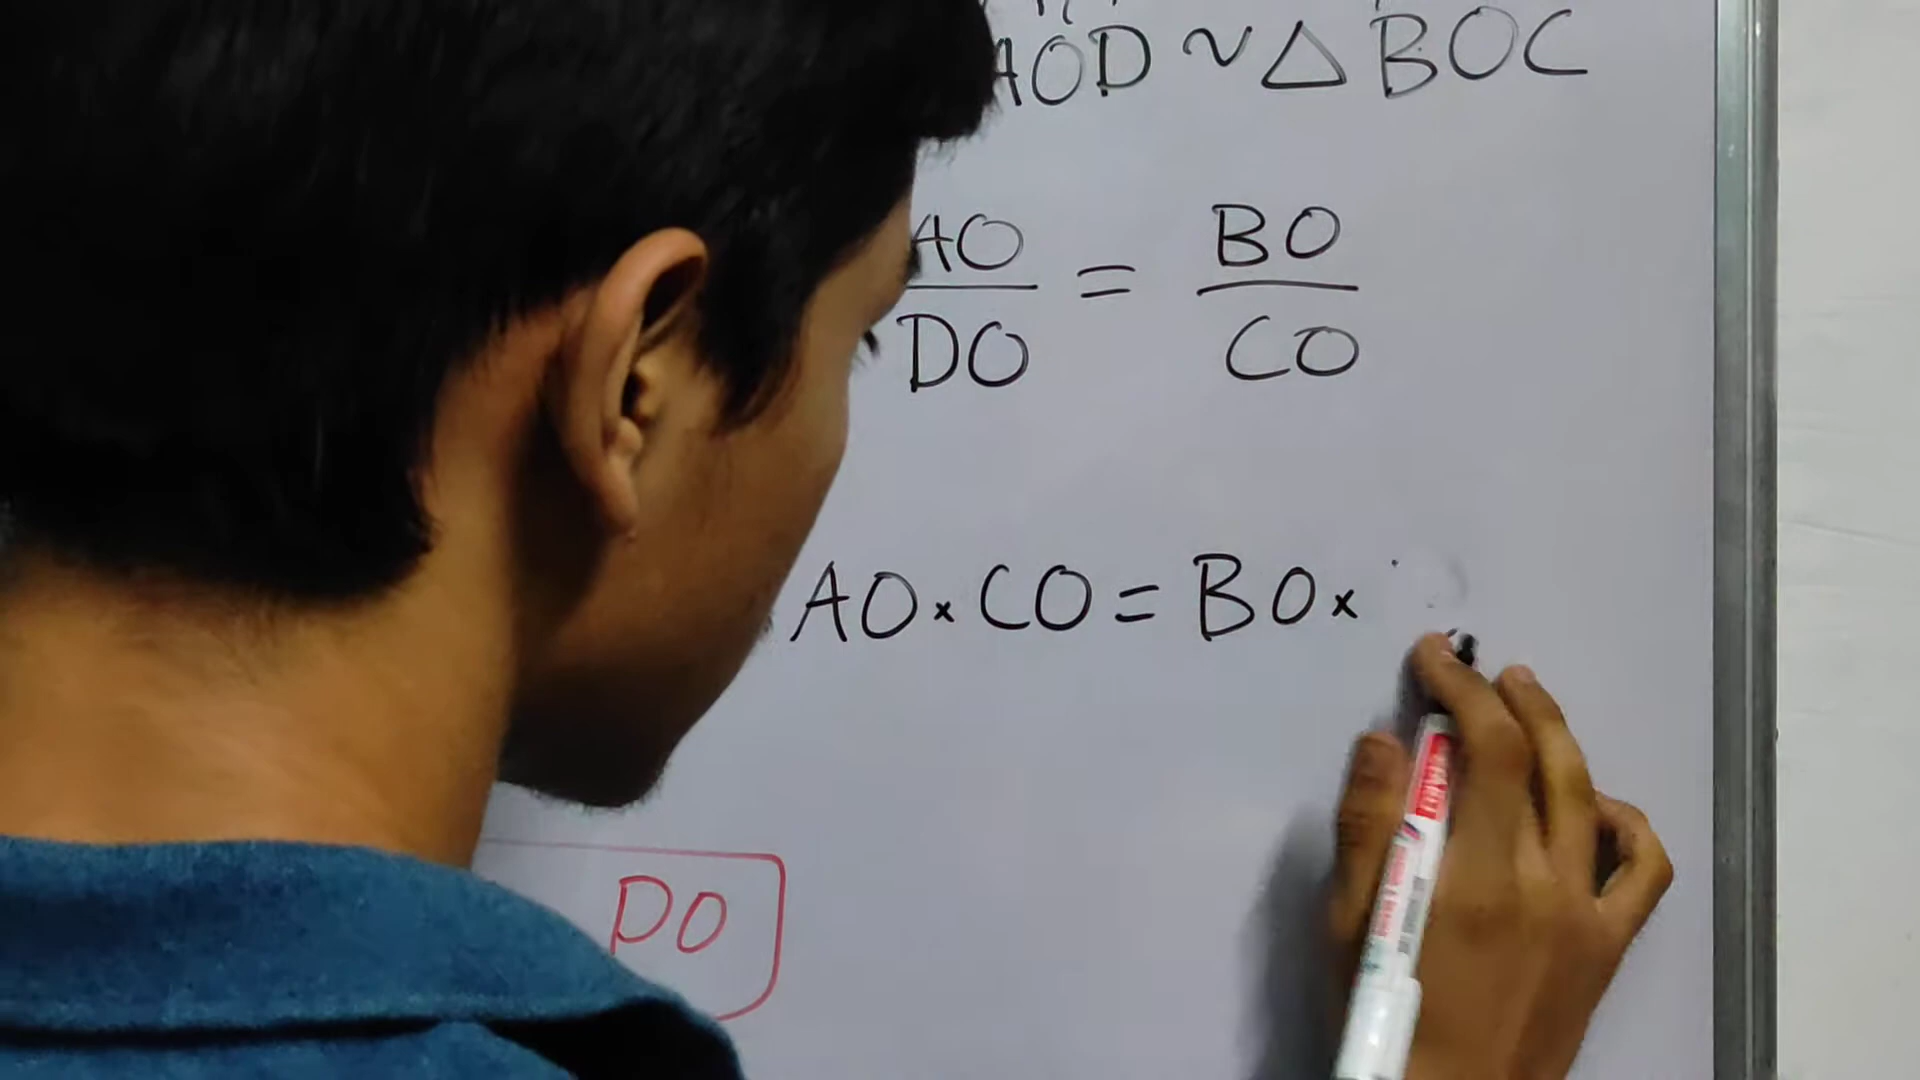 AOD ~ △ BOC
AO = BO
DO CO
AO × CO = BO ×
DO